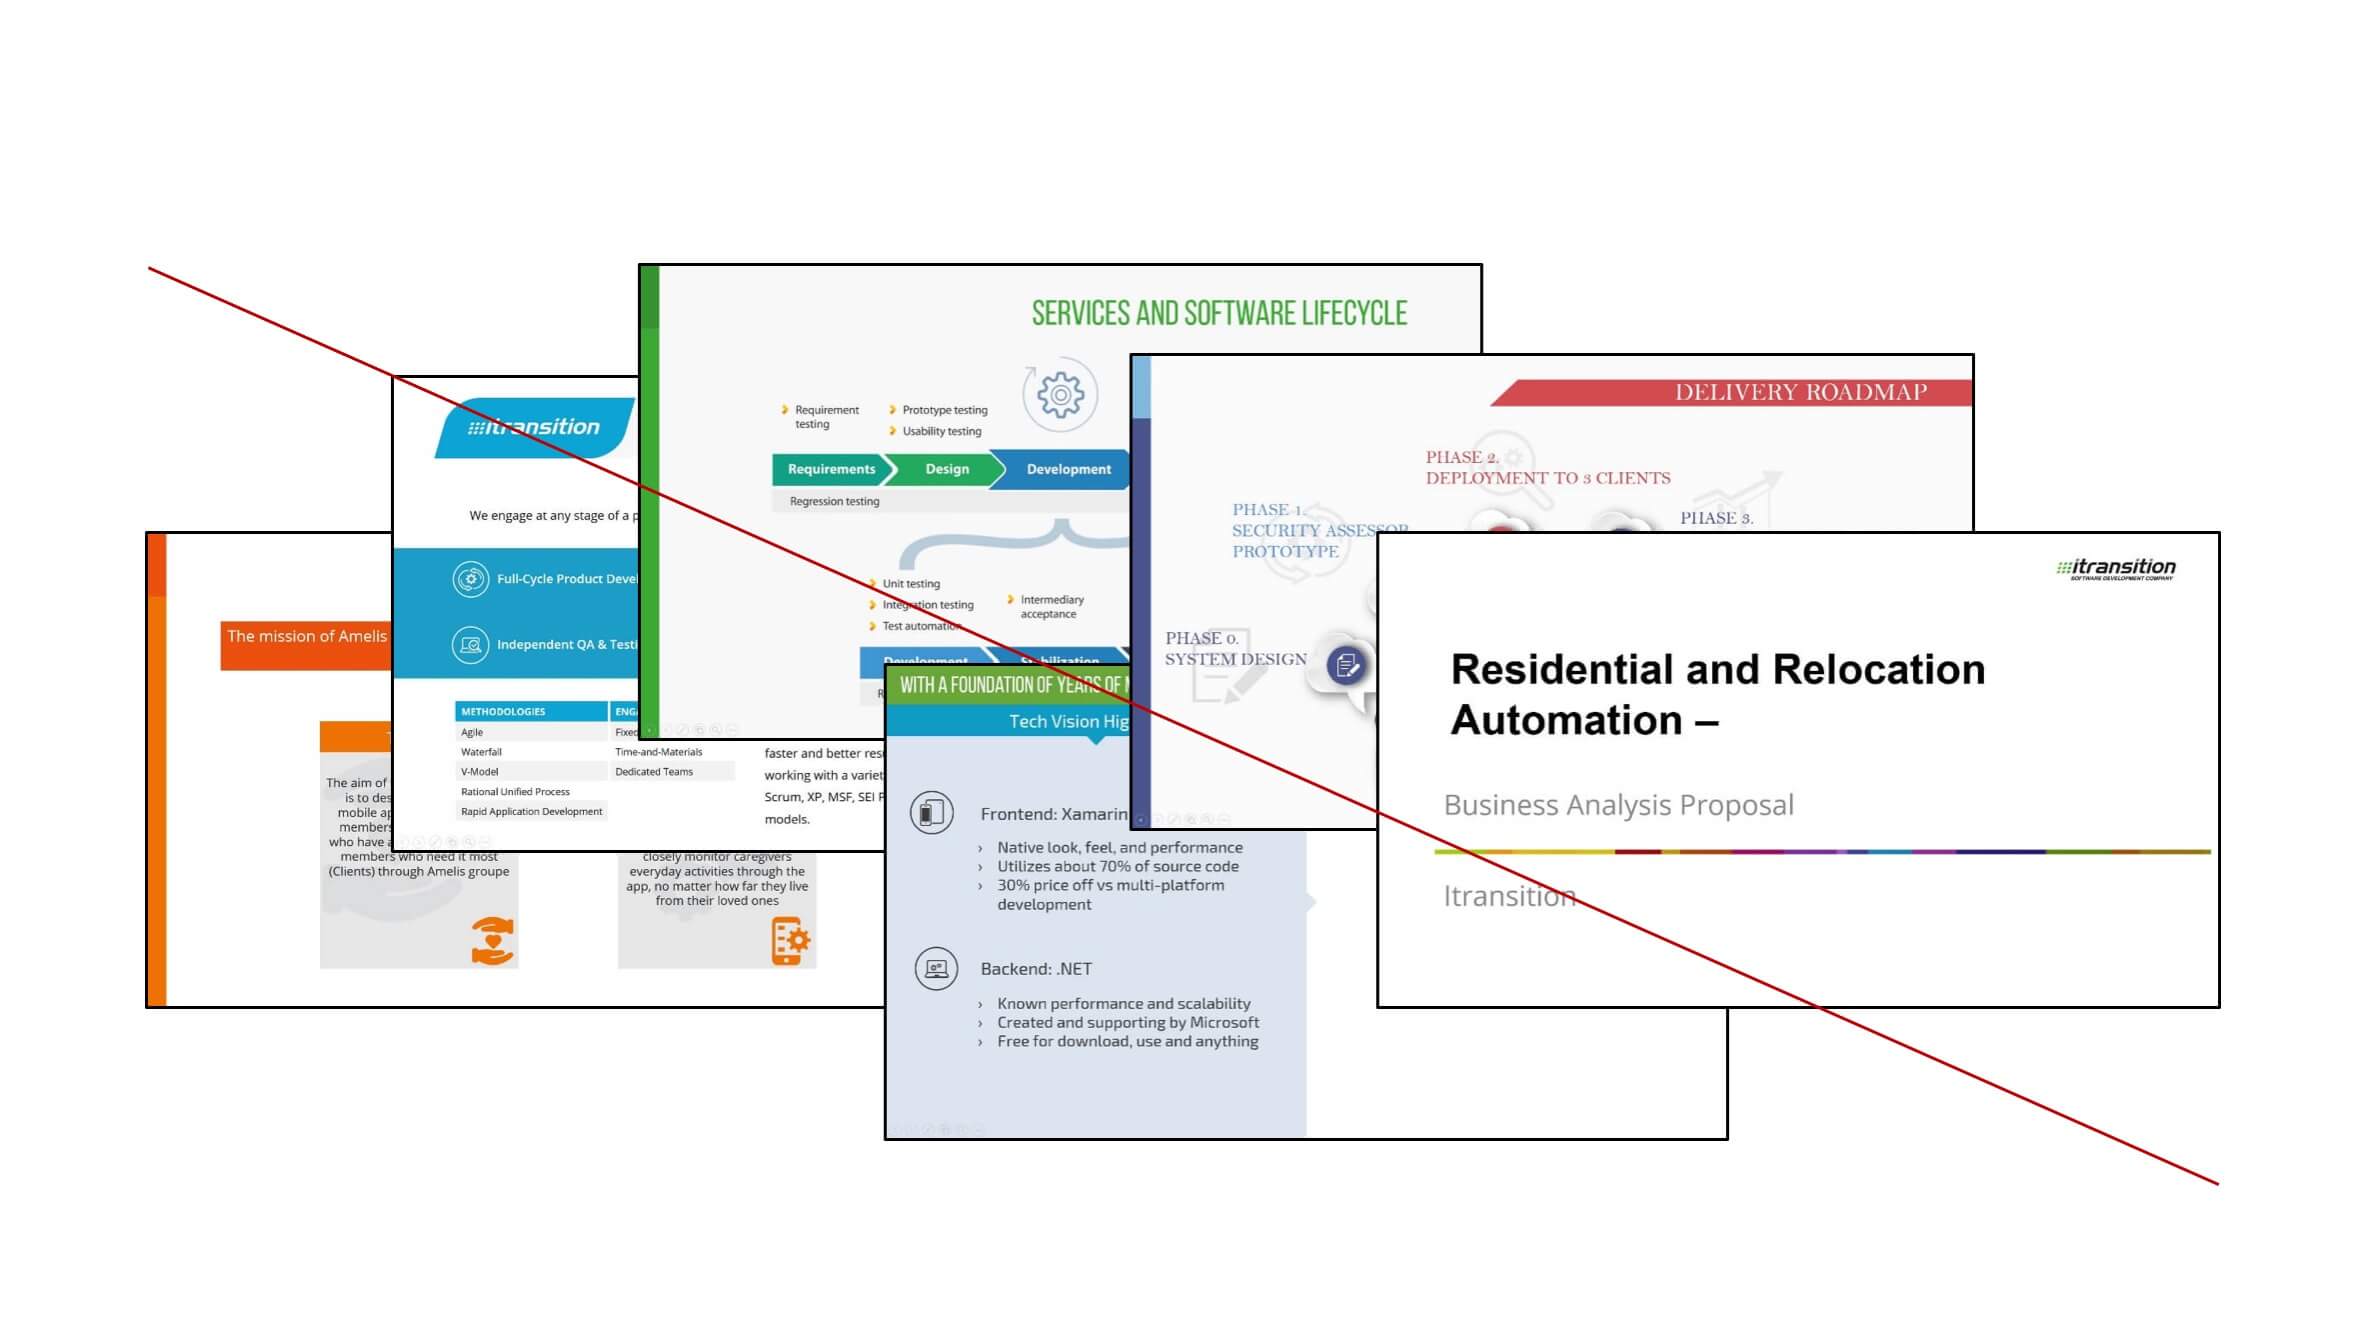 SERVICES AND SOFTWARE LIFECYCLE
Requirement
testing
Prototype testing
Usability testing
Requirements
Design
Development
Regression testing
Unit testing
Integration testing
Test automation
Intermediary
acceptance
Development
Stabilization
R
DELIVERY ROADMAP
PHASE 2.
DEPLOYMENT TO 3 CLIENTS
PHASE 1.
SECURITY ASSESSOR
PROTOTYPE
PHASE 3.
PHASE 0.
SYSTEM DESIGN
itransition
We engage at any stage of a p
Full-Cycle Product Devel
Independent QA & Testi
METHODOLOGIES
ENG
Agile
Fixed
Waterfall
Time-and-Materials
V-Model
Dedicated Teams
Rational Unified Process
Rapid Application Development
faster and better res
working with a variet
Scrum, XP, MSF, SEI P
models.
The mission of Amelis
The aim of
is to des
mobile ap
members
who have a
members who need it most
(Clients) through Amelis groupe
closely monitor caregivers
everyday activities through the
app, no matter how far they live
from their loved ones
WITH A FOUNDATION OF YEARS OF
Tech Vision Hig
Frontend: Xamarin
Native look, feel, and performance
Utilizes about 70% of source code
30% price off vs multi-platform
development
Backend: .NET
Known performance and scalability
Created and supporting by Microsoft
Free for download, use and anything
itransition
SOFTWARE DEVELOPMENT COMPANY
Residential and Relocation
Automation –
Business Analysis Proposal
Itransition